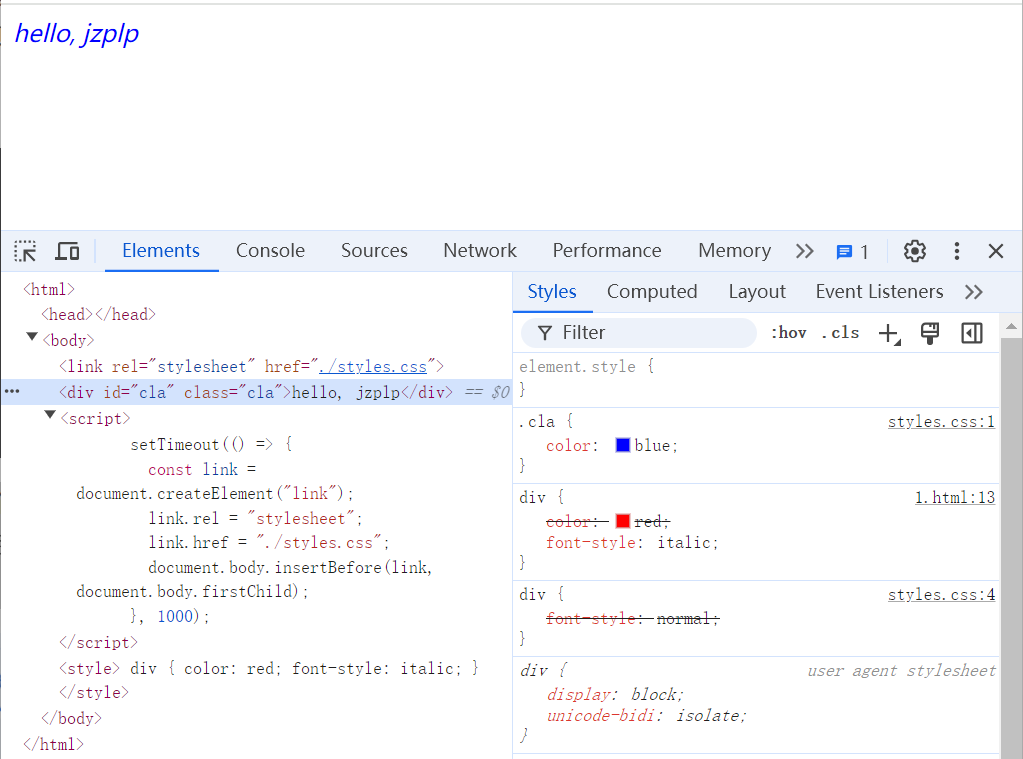 hello, jzplp
Elements Console Sources Network Performance Memory 1
<html>
<head></head>
<body>
<link rel="stylesheet" href="./styles.css">
<div id="cla" class="cla">hello, jzplp</div> == $0
<script>
setTimeout(() => {
const link =
document.createElement("link");
link.rel = "stylesheet";
link.href = "./styles.css";
document.body.insertBefore(link,
document.body.firstChild);
}, 1000);
</script>
<style> div { color: red; font-style: italic; }
</style>
</body>
</html>
Styles Computed Layout Event Listeners
Filter :hov .cls
element.style {
}
.cla { styles.css:1
color: blue;
}
div { 1.html:13
color: red;
font-style: italic;
}
div { styles.css:4
font-style: normal;
}
div { user agent stylesheet
display: block;
unicode-bidi: isolate;
}